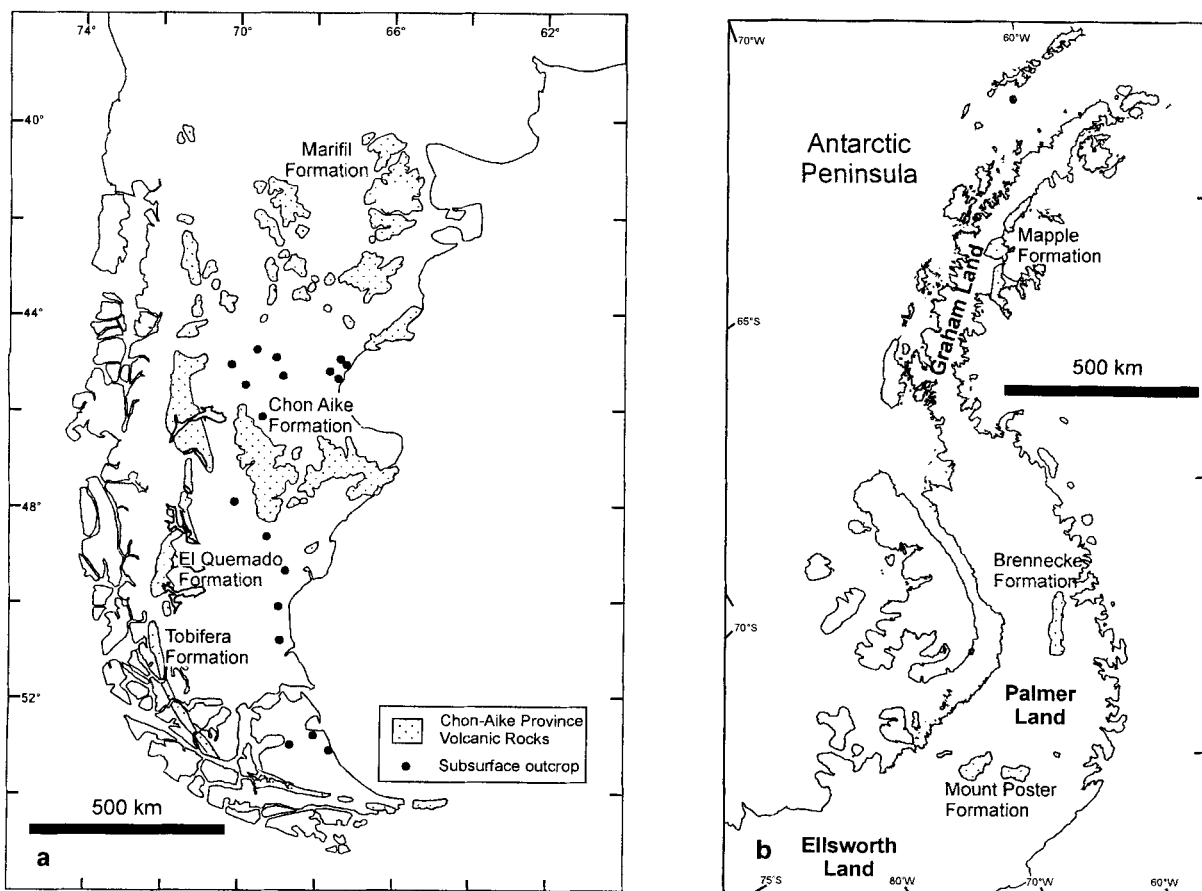 74°
70°
66°
62°
40°
44°
48°
52°
Marifil
Formation
Chon Aike
Formation
El Quemado
Formation
Tobifera
Formation
Chon-Aike Province
Volcanic Rocks
Subsurface outcrop
500 km
a
70°W
60°W
Antarctic
Peninsula
Mapple
Formation
Graham Land
65°S
500 km
Brennecke
Formation
70°S
Palmer
Land
Mount Poster
Formation
Ellsworth
Land
b
75°S
80°W
70°W
60°W